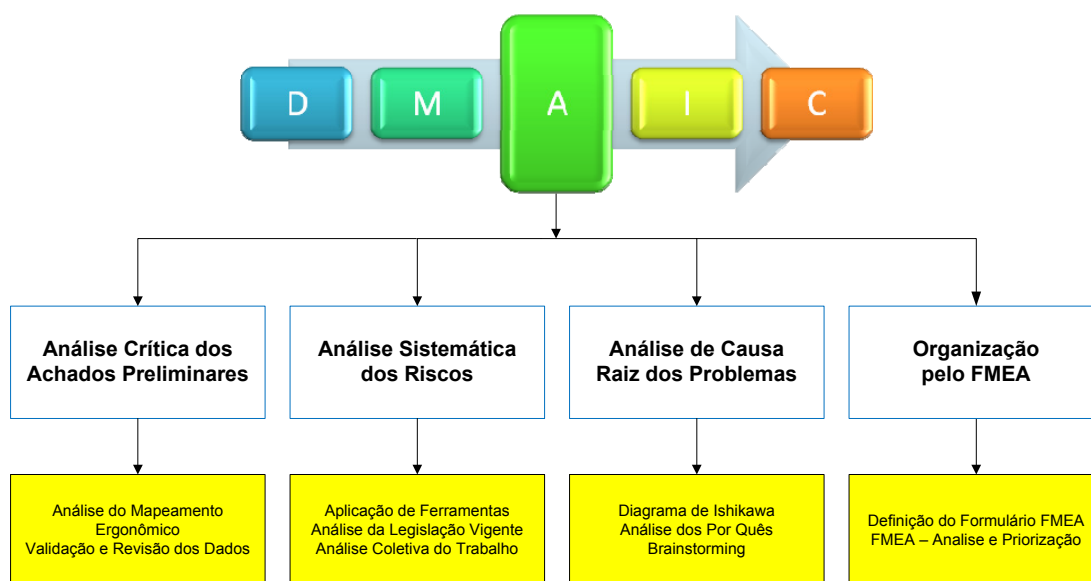 D M A I C
Análise Crítica dos
Achados Preliminares
Análise Sistemática
dos Riscos
Análise de Causa
Raiz dos Problemas
Organização
pelo FMEA
Análise do Mapeamento
Ergonômico
Validação e Revisão dos Dados
Aplicação de Ferramentas
Análise da Legislação Vigente
Análise Coletiva do Trabalho
Diagrama de Ishikawa
Análise dos Por Quês
Brainstorming
Definição do Formulário FMEA
FMEA – Analise e Priorização